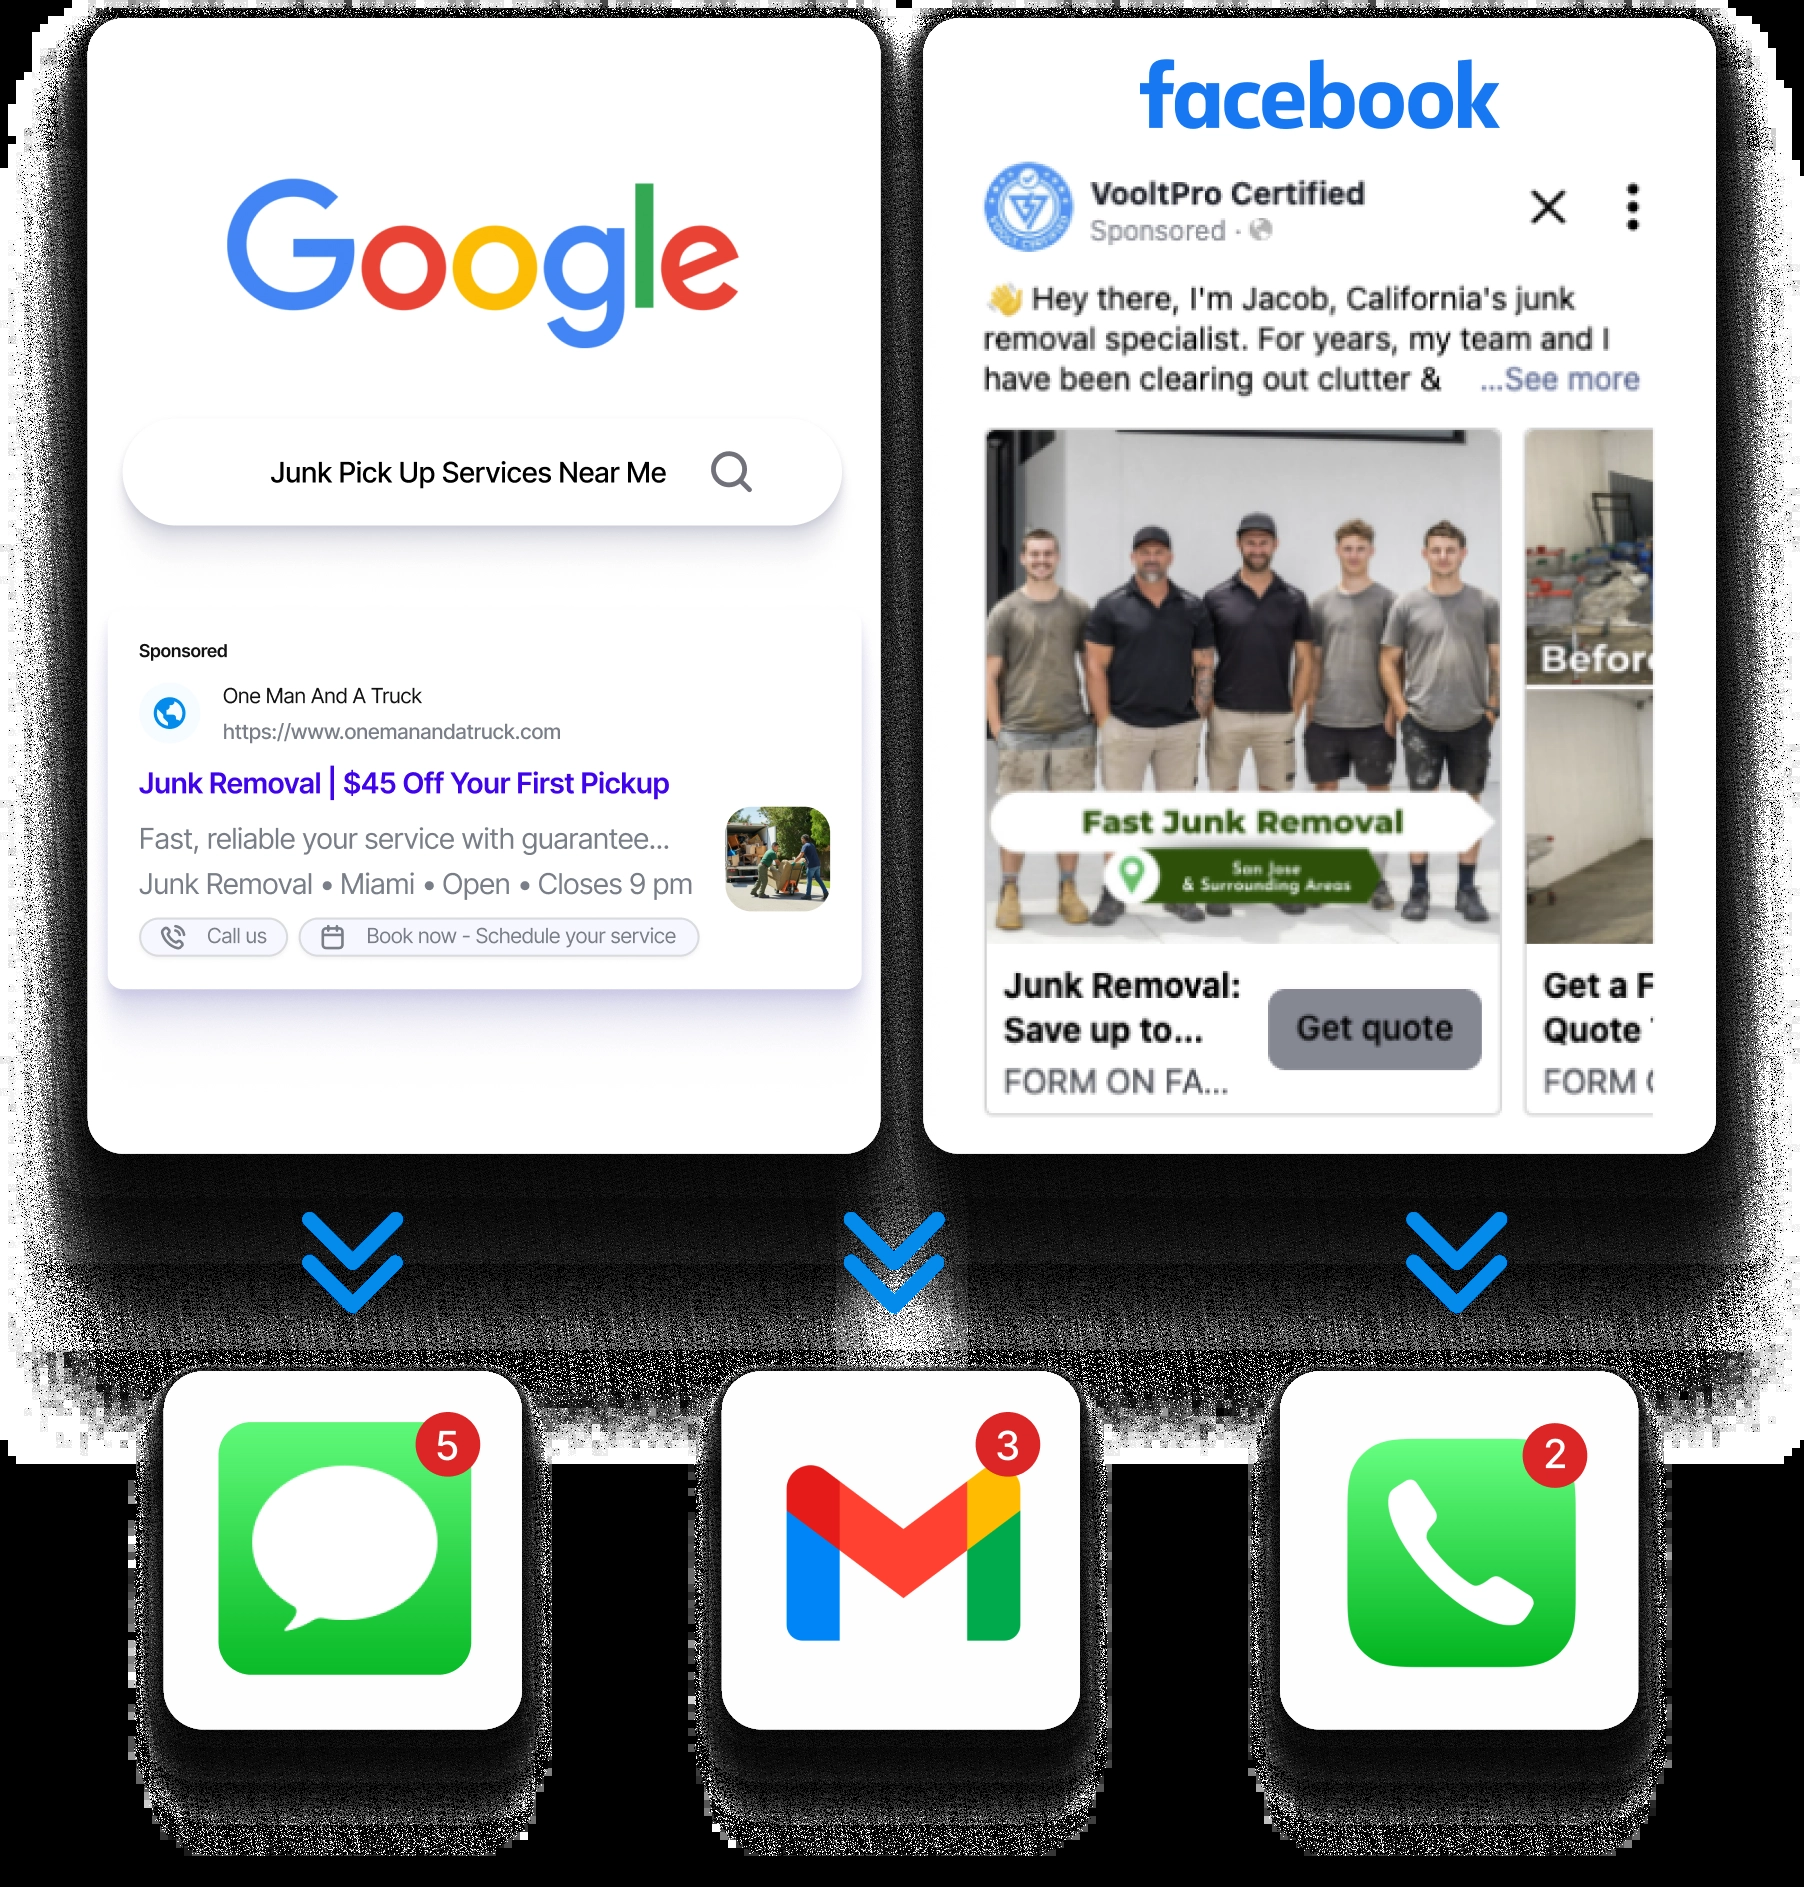 Google
Junk Pick Up Services Near Me
Sponsored
One Man And A Truck
https://www.onemanandatruck.com
Junk Removal | $45 Off Your First Pickup
Fast, reliable your service with guarantee...
Junk Removal • Miami • Open • Closes 9 pm
Call us
Book now - Schedule your service
facebook
VooltPro Certified
Sponsored ·
👋 Hey there, I'm Jacob, California's junk
removal specialist. For years, my team and I
have been clearing out clutter & ...See more
Fast Junk Removal
San Jose
& Surrounding Areas
Befor
Junk Removal:
Save up to...
FORM ON FA...
Get quote
Get a F
Quote
FORM
5
3
2